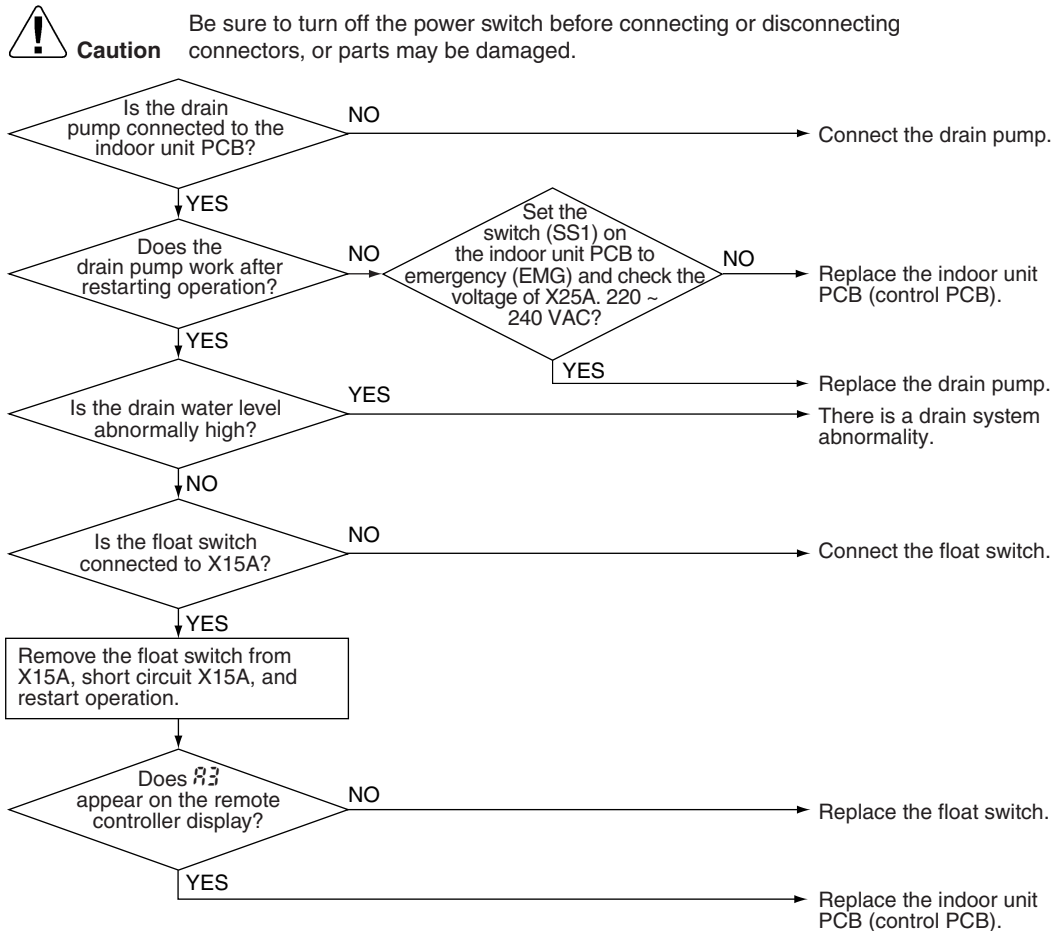 Be sure to turn off the power switch before connecting or disconnecting
Caution connectors, or parts may be damaged.
Is the drain
pump connected to the
indoor unit PCB?
NO
Connect the drain pump.
YES
Does the
drain pump work after
restarting operation?
NO
Set the
switch (SS1) on
the indoor unit PCB to
emergency (EMG) and check the
voltage of X25A. 220 ~
240 VAC?
NO
Replace the indoor unit
PCB (control PCB).
YES
YES
Replace the drain pump.
Is the drain water level
abnormally high?
YES
There is a drain system
abnormality.
NO
Is the float switch
connected to X15A?
NO
Connect the float switch.
YES
Remove the float switch from
X15A, short circuit X15A, and
restart operation.
Does A3
appear on the remote
controller display?
NO
Replace the float switch.
YES
Replace the indoor unit
PCB (control PCB).